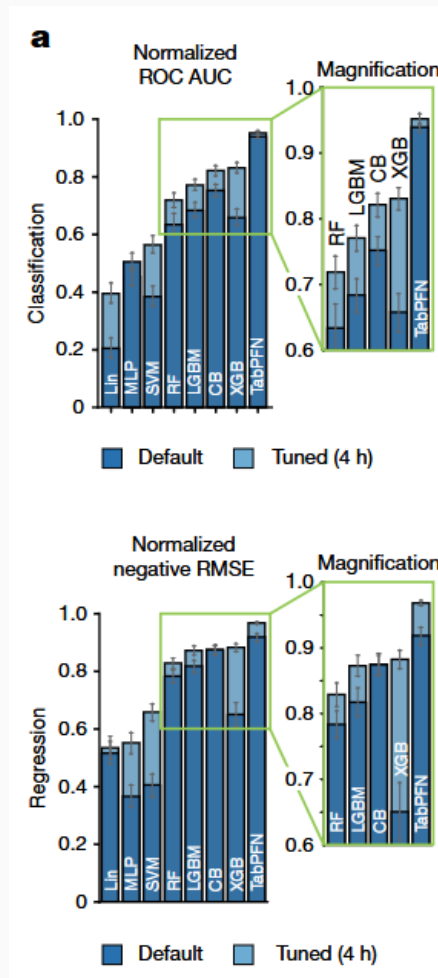 a
Normalized
ROC AUC
Magnification
Classification
1.0
0.8
0.6
0.4
0.2
0
Lin
MLP
SVM
RF
LGBM
CB
XGB
TabPFN
1.0
0.9
0.8
0.7
0.6
RF
LGBM
CB
XGB
TabPFN
Default
Tuned (4 h)
Normalized
negative RMSE
Magnification
Regression
1.0
0.8
0.6
0.4
0.2
0
Lin
MLP
SVM
RF
LGBM
CB
XGB
TabPFN
1.0
0.9
0.8
0.7
0.6
RF
LGBM
CB
XGB
TabPFN
Default
Tuned (4 h)